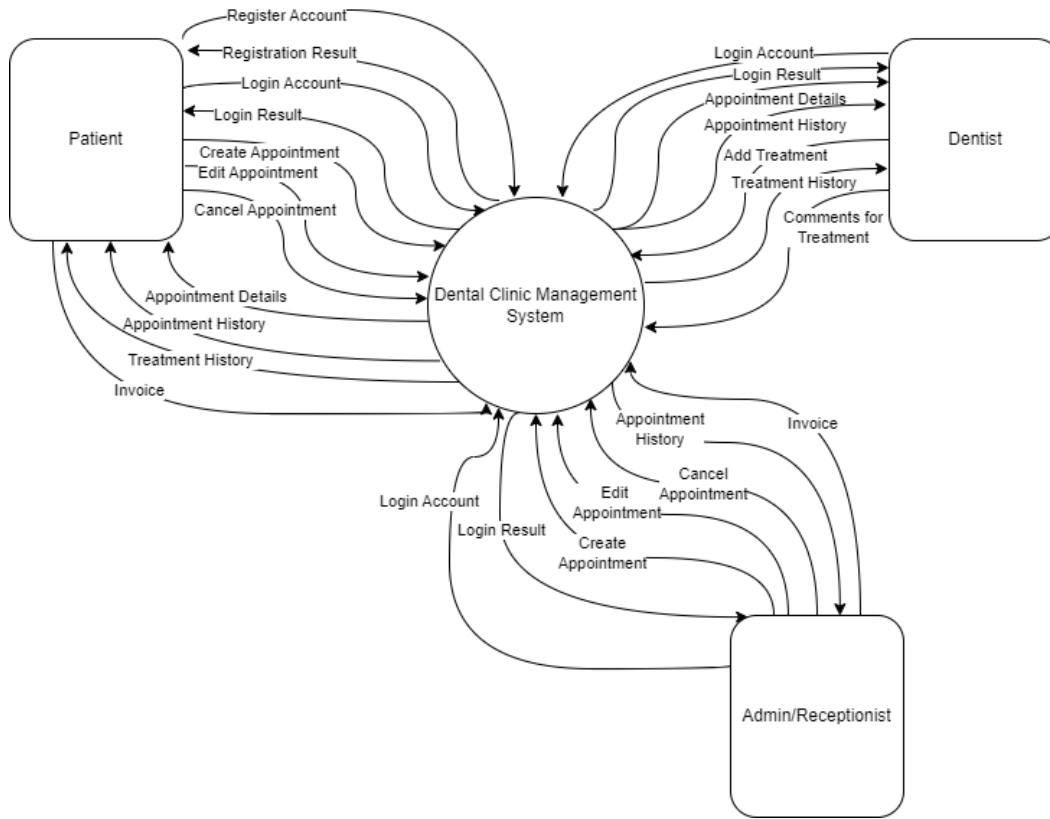 Register Account
Registration Result
Login Account
Login Result
Patient
Create Appointment
Edit Appointment
Cancel Appointment
Appointment Details
Appointment History
Treatment History
Invoice
Dental Clinic Management
System
Login Account
Login Result
Appointment Details
Appointment History
Add Treatment
Treatment History
Comments for
Treatment
Dentist
Appointment
History
Invoice
Cancel
Appointment
Edit
Appointment
Create
Appointment
Login Account
Login Result
Admin/Receptionist